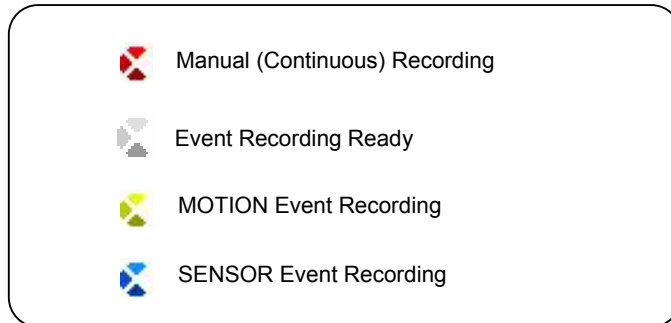 Manual (Continuous) Recording
Event Recording Ready
MOTION Event Recording
SENSOR Event Recording